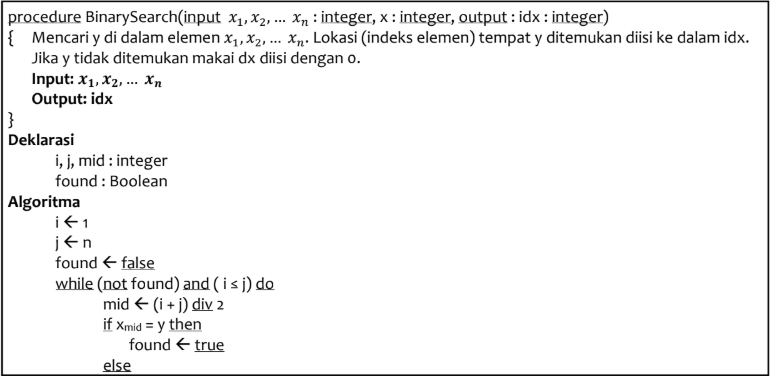 procedure BinarySearch(input x₁, x₂, … xₙ : integer, x : integer, output : idx : integer)
{ Mencari y di dalam elemen x₁, x₂, … xₙ. Lokasi (indeks elemen) tempat y ditemukan diisi ke dalam idx.
Jika y tidak ditemukan makai dx diisi dengan 0.
Input: x₁, x₂, … xₙ
Output: idx
}
Deklarasi
i, j, mid : integer
found : Boolean
Algoritma
i ← 1
j ← n
found ← false
while (not found) and ( i ≤ j) do
mid ← (i + j) div 2
if xmid = y then
found ← true
else